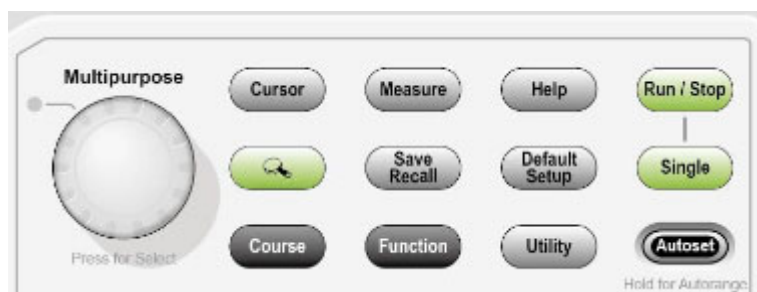 Multipurpose
Cursor
Measure
Help
Run / Stop
Save
Recall
Default
Setup
Single
Course
Function
Utility
Autoset
Press for Select
Hold for Autorange